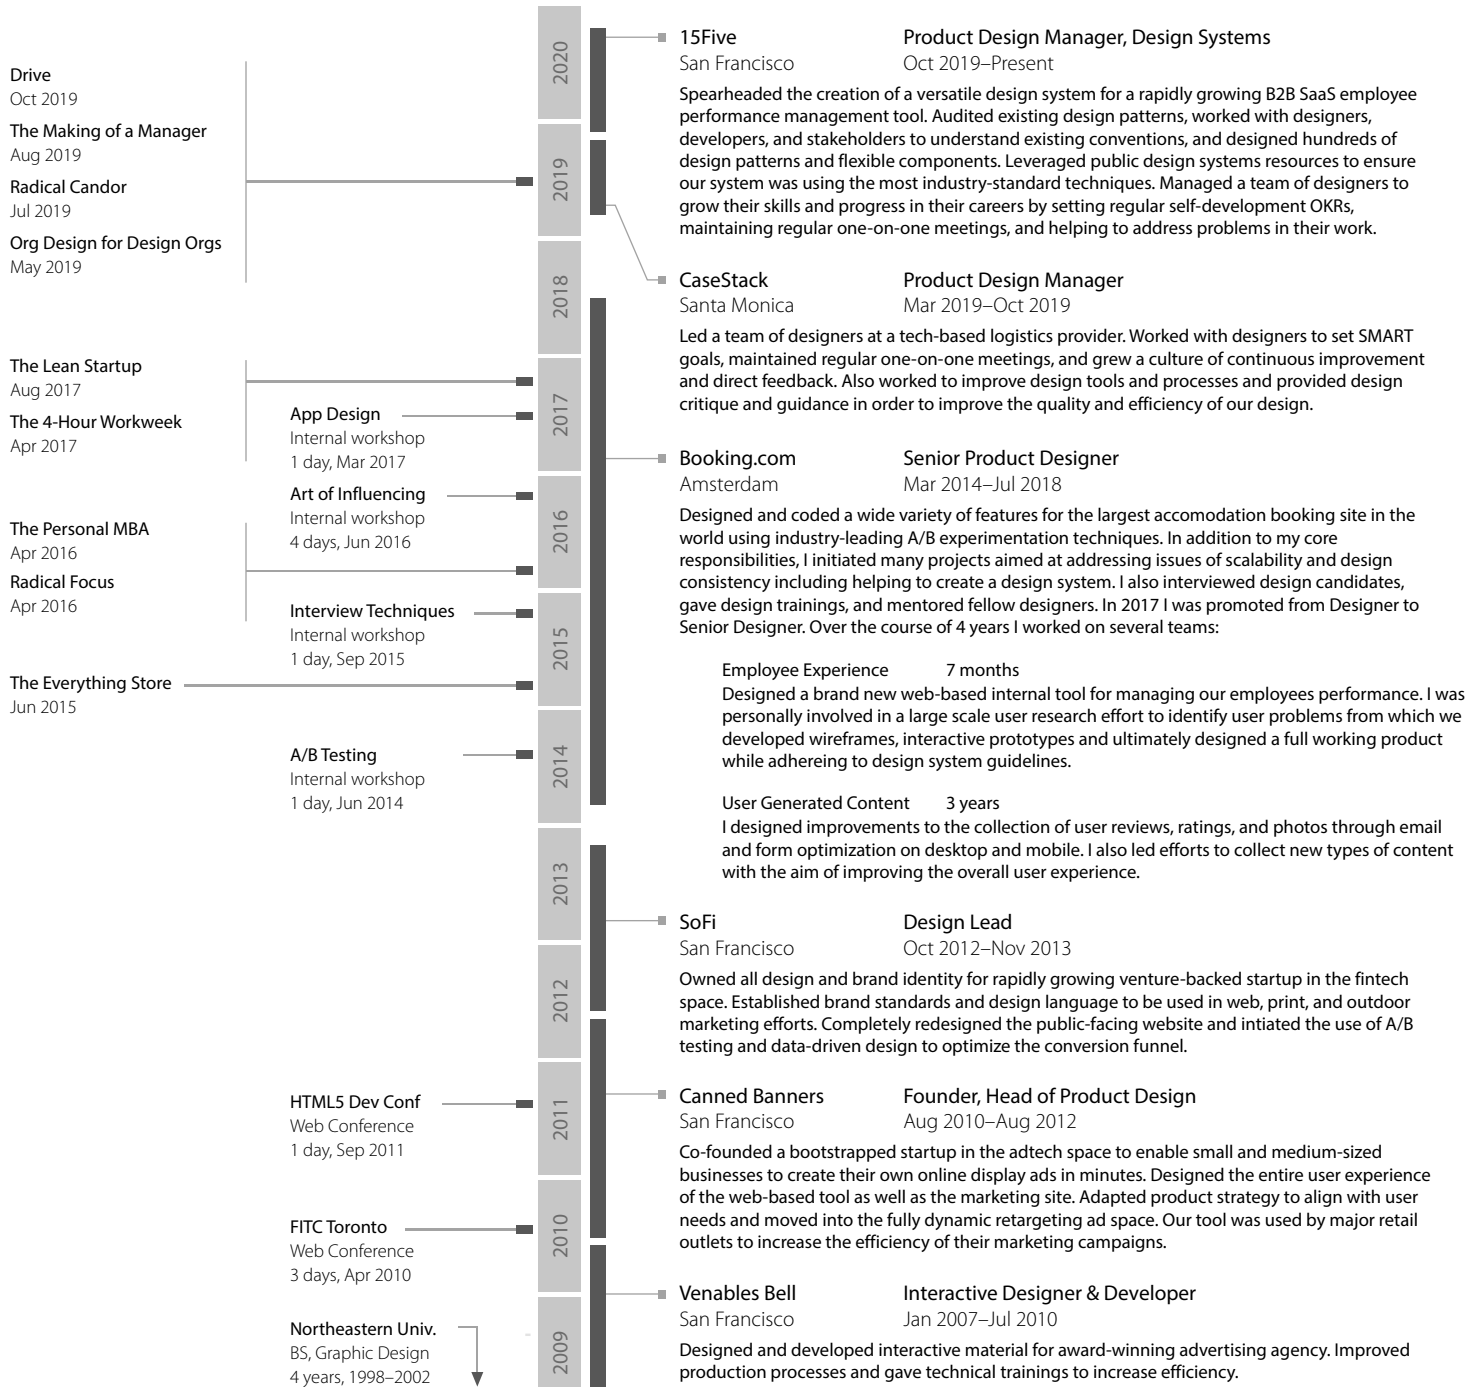 Drive
Oct 2019
The Making of a Manager
Aug 2019
Radical Candor
Jul 2019
Org Design for Design Orgs
May 2019
The Lean Startup
Aug 2017
The 4-Hour Workweek
Apr 2017
The Personal MBA
Apr 2016
Radical Focus
Apr 2016
The Everything Store
Jun 2015
App Design
Internal workshop
1 day, Mar 2017
Art of Influencing
Internal workshop
4 days, Jun 2016
Interview Techniques
Internal workshop
1 day, Sep 2015
A/B Testing
Internal workshop
1 day, Jun 2014
HTML5 Dev Conf
Web Conference
1 day, Sep 2011
FITC Toronto
Web Conference
3 days, Apr 2010
Northeastern Univ.
BS, Graphic Design
4 years, 1998–2002
2020
2019
2018
2017
2016
2015
2014
2013
2012
2011
2010
2009
15Five Product Design Manager, Design Systems
San Francisco Oct 2019–Present
Spearheaded the creation of a versatile design system for a rapidly growing B2B SaaS employee
performance management tool. Audited existing design patterns, worked with designers,
developers, and stakeholders to understand existing conventions, and designed hundreds of
design patterns and flexible components. Leveraged public design systems resources to ensure
our system was using the most industry-standard techniques. Managed a team of designers to
grow their skills and progress in their careers by setting regular self-development OKRs,
maintaining regular one-on-one meetings, and helping to address problems in their work.
CaseStack Product Design Manager
Santa Monica Mar 2019–Oct 2019
Led a team of designers at a tech-based logistics provider. Worked with designers to set SMART
goals, maintained regular one-on-one meetings, and grew a culture of continuous improvement
and direct feedback. Also worked to improve design tools and processes and provided design
critique and guidance in order to improve the quality and efficiency of our design.
Booking.com Senior Product Designer
Amsterdam Mar 2014–Jul 2018
Designed and coded a wide variety of features for the largest accomodation booking site in the
world using industry-leading A/B experimentation techniques. In addition to my core
responsibilities, I initiated many projects aimed at addressing issues of scalability and design
consistency including helping to create a design system. I also interviewed design candidates,
gave design trainings, and mentored fellow designers. In 2017 I was promoted from Designer to
Senior Designer. Over the course of 4 years I worked on several teams:
Employee Experience 7 months
Designed a brand new web-based internal tool for managing our employees performance. I was
personally involved in a large scale user research effort to identify user problems from which we
developed wireframes, interactive prototypes and ultimately designed a full working product
while adhereing to design system guidelines.
User Generated Content 3 years
I designed improvements to the collection of user reviews, ratings, and photos through email
and form optimization on desktop and mobile. I also led efforts to collect new types of content
with the aim of improving the overall user experience.
SoFi Design Lead
San Francisco Oct 2012–Nov 2013
Owned all design and brand identity for rapidly growing venture-backed startup in the fintech
space. Established brand standards and design language to be used in web, print, and outdoor
marketing efforts. Completely redesigned the public-facing website and intiated the use of A/B
testing and data-driven design to optimize the conversion funnel.
Canned Banners Founder, Head of Product Design
San Francisco Aug 2010–Aug 2012
Co-founded a bootstrapped startup in the adtech space to enable small and medium-sized
businesses to create their own online display ads in minutes. Designed the entire user experience
of the web-based tool as well as the marketing site. Adapted product strategy to align with user
needs and moved into the fully dynamic retargeting ad space. Our tool was used by major retail
outlets to increase the efficiency of their marketing campaigns.
Venables Bell Interactive Designer & Developer
San Francisco Jan 2007–Jul 2010
Designed and developed interactive material for award-winning advertising agency. Improved
production processes and gave technical trainings to increase efficiency.